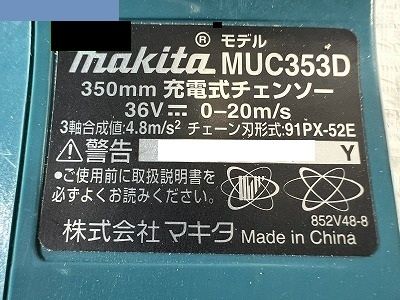 makita® モデル MUC353D
350mm 充電式チェンソー
36V⎓ 0-20m/s
3軸合成値:4.8m/s² チェーン刃形式:91PX-52E
⚠警告 Y
●ご使用前に取扱説明書を
必ずよくお読みください。
852V48-8
株式会社 マキタ Made in China